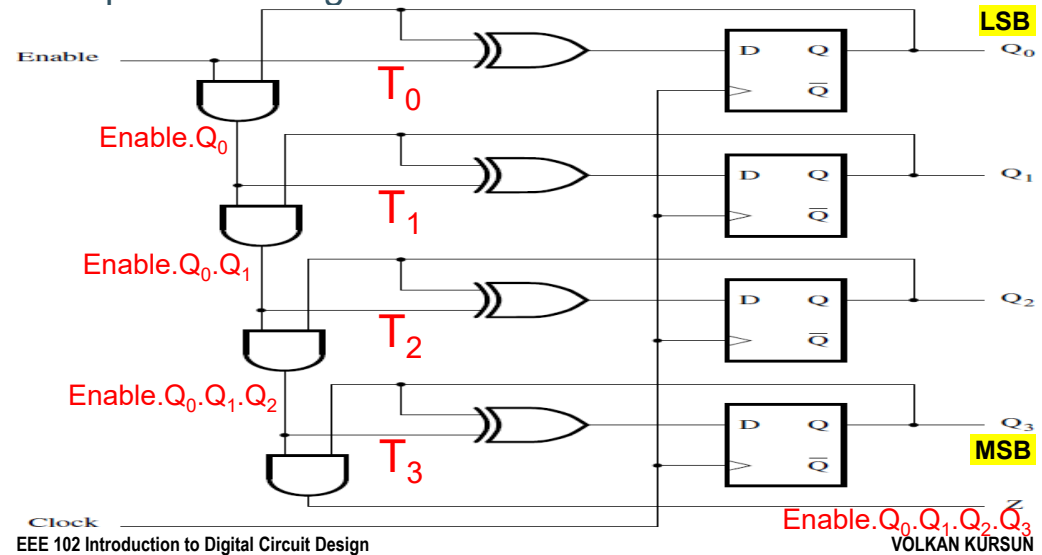 LSB
Enable
D Q
Q₀
T₀
Q̅
Enable.Q₀
D Q
Q₁
T₁
Q̅
Enable.Q₀.Q₁
D Q
Q₂
T₂
Q̅
Enable.Q₀.Q₁.Q₂
D Q
Q₃
MSB
T₃
Q̅
Z
Clock
Enable.Q₀.Q₁.Q₂.Q₃
EEE 102 Introduction to Digital Circuit Design
VOLKAN KURSUN